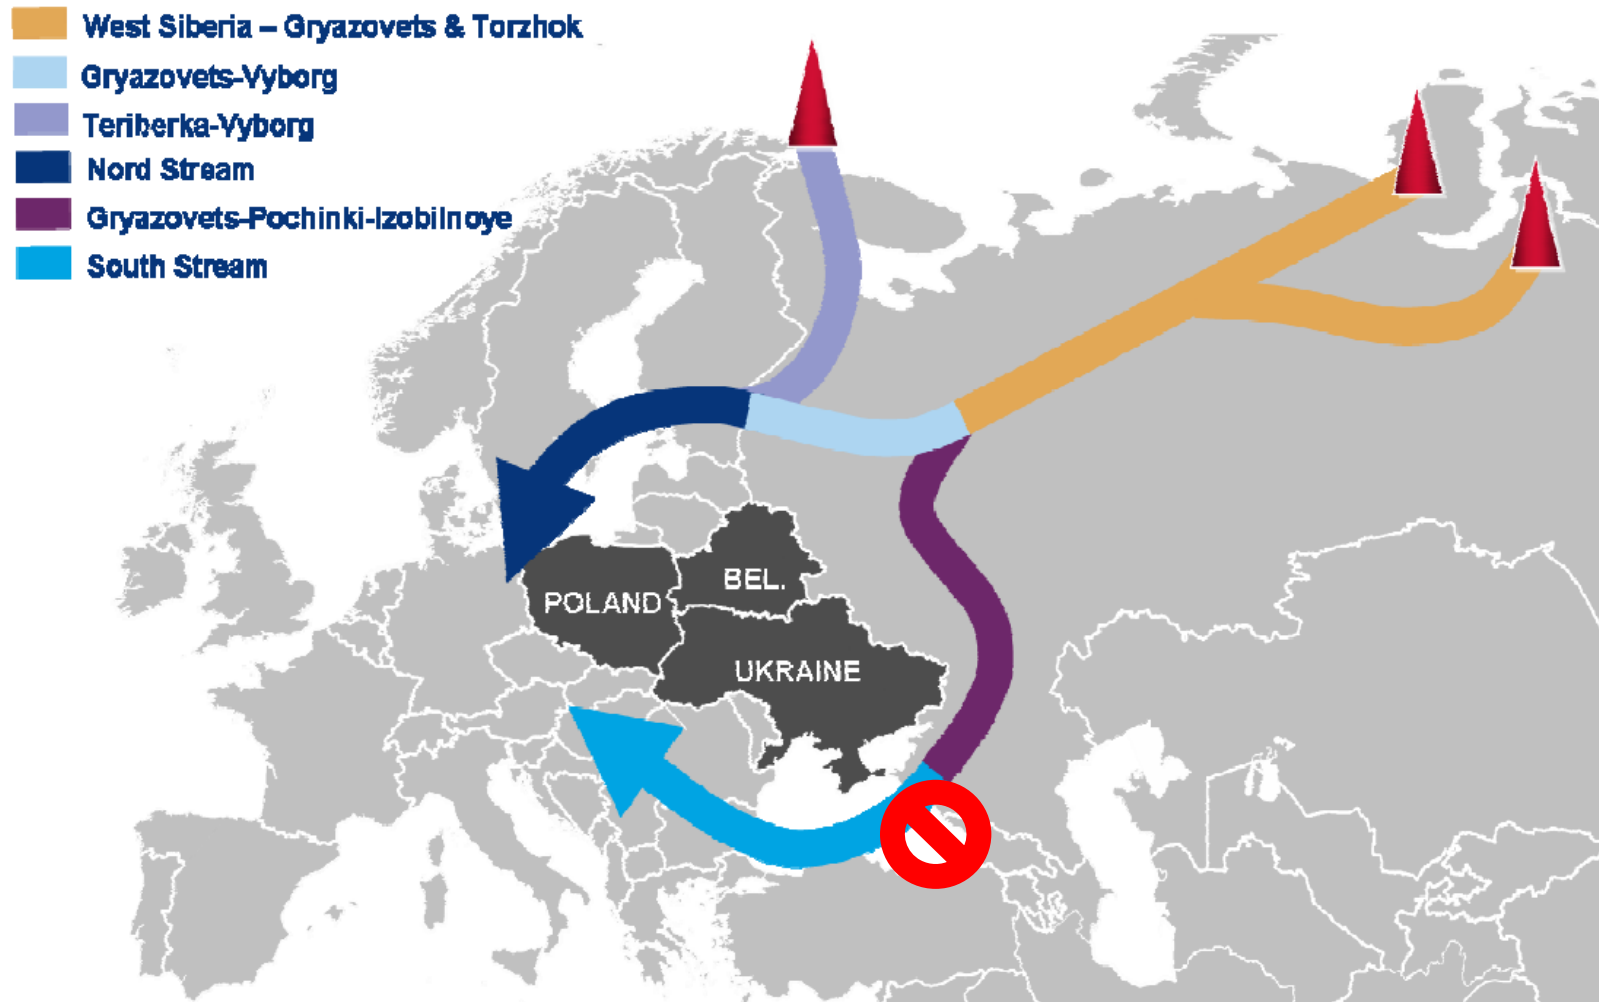 West Siberia – Gryazovets & Torzhok
Gryazovets-Vyborg
Teriberka-Vyborg
Nord Stream
Gryazovets-Pochinki-Izobilnoye
South Stream
BEL.
POLAND
UKRAINE